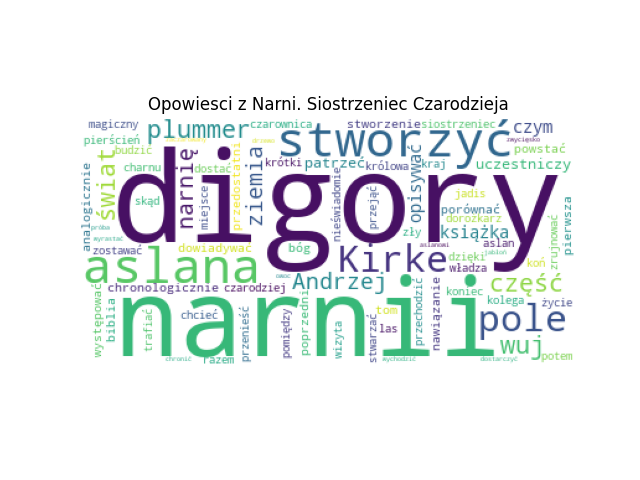 Opowiesci z Narni. Siostrzeniec Czarodzieja
magiczny
plummer
czarownica
stworzenie
siostrzeniec
czym
pierścień
stworzyć
powstać
budzić
świat
narnię
przedostatni
ziemia
krótki
patrzeć
królowa
opisywać
kraj
uczestniczy
analogicznie
charnu
dostać
skąd
miejsce
digory
nieświadomie
przejąć
jadis
porównać
dorożkarz
pierwsza
książka
próba
wyrastać
zostawać
dowiadywać
bóg
zły
aslanowi
aslan
zrujnować
aslana
Kirke
dzięki
władza
koń
część
chronologicznie
czarodziej
Andrzej
koniec
kolega
życie
występować
biblia
trafiać
chcieć
narnii
przenieść
pomiędzy
poprzedni
wizyta
tom
las
stwarzać
przechodzić
nawiązanie
pole
wuj
chronić
razem
wychodzić
dostarczyć
potem